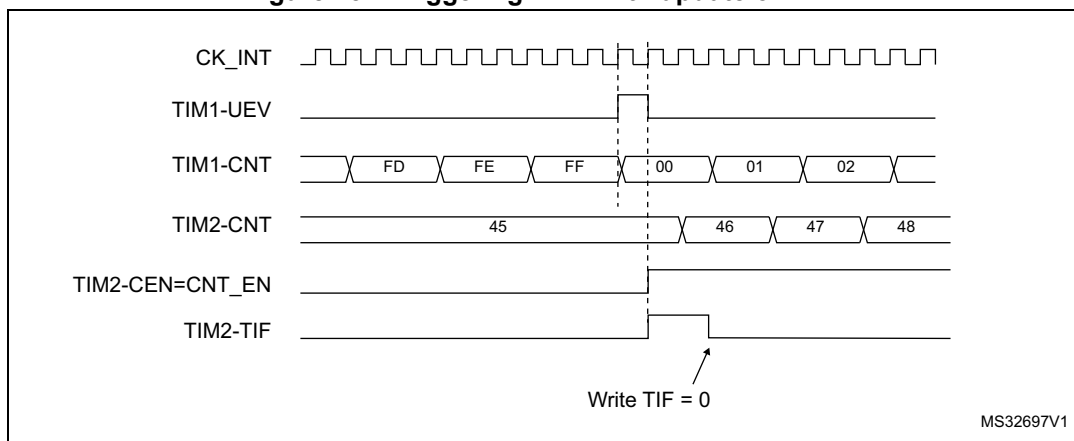 CK_INT
TIM1-UEV
TIM1-CNT FD FE FF 00 01 02
TIM2-CNT 45 46 47 48
TIM2-CEN=CNT_EN
TIM2-TIF
Write TIF = 0
MS32697V1